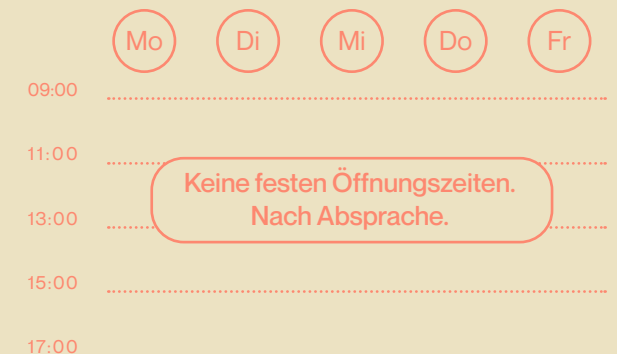 Mo Di Mi Do Fr
09:00
11:00
Keine festen Öffnungszeiten.
Nach Absprache.
13:00
15:00
17:00